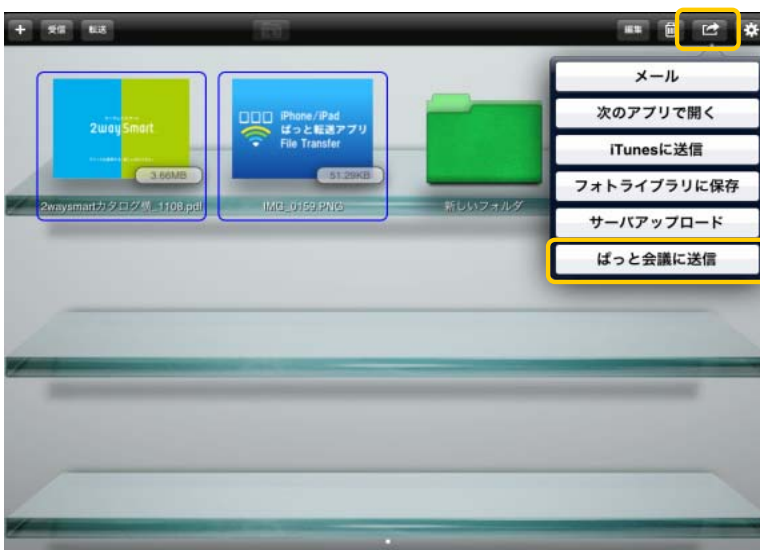 + 受信 転送 編集
メール
次のアプリで開く
iTunesに送信
フォトライブラリに保存
サーバアップロード
ぱっと会議に送信
2waySmart
3.66MB
2waysmartカタログ横_1108.pdf
iPhone/iPad
ぱっと転送アプリ
File Transfer
51.29KB
IMG_0159.PNG
新しいフォルダ